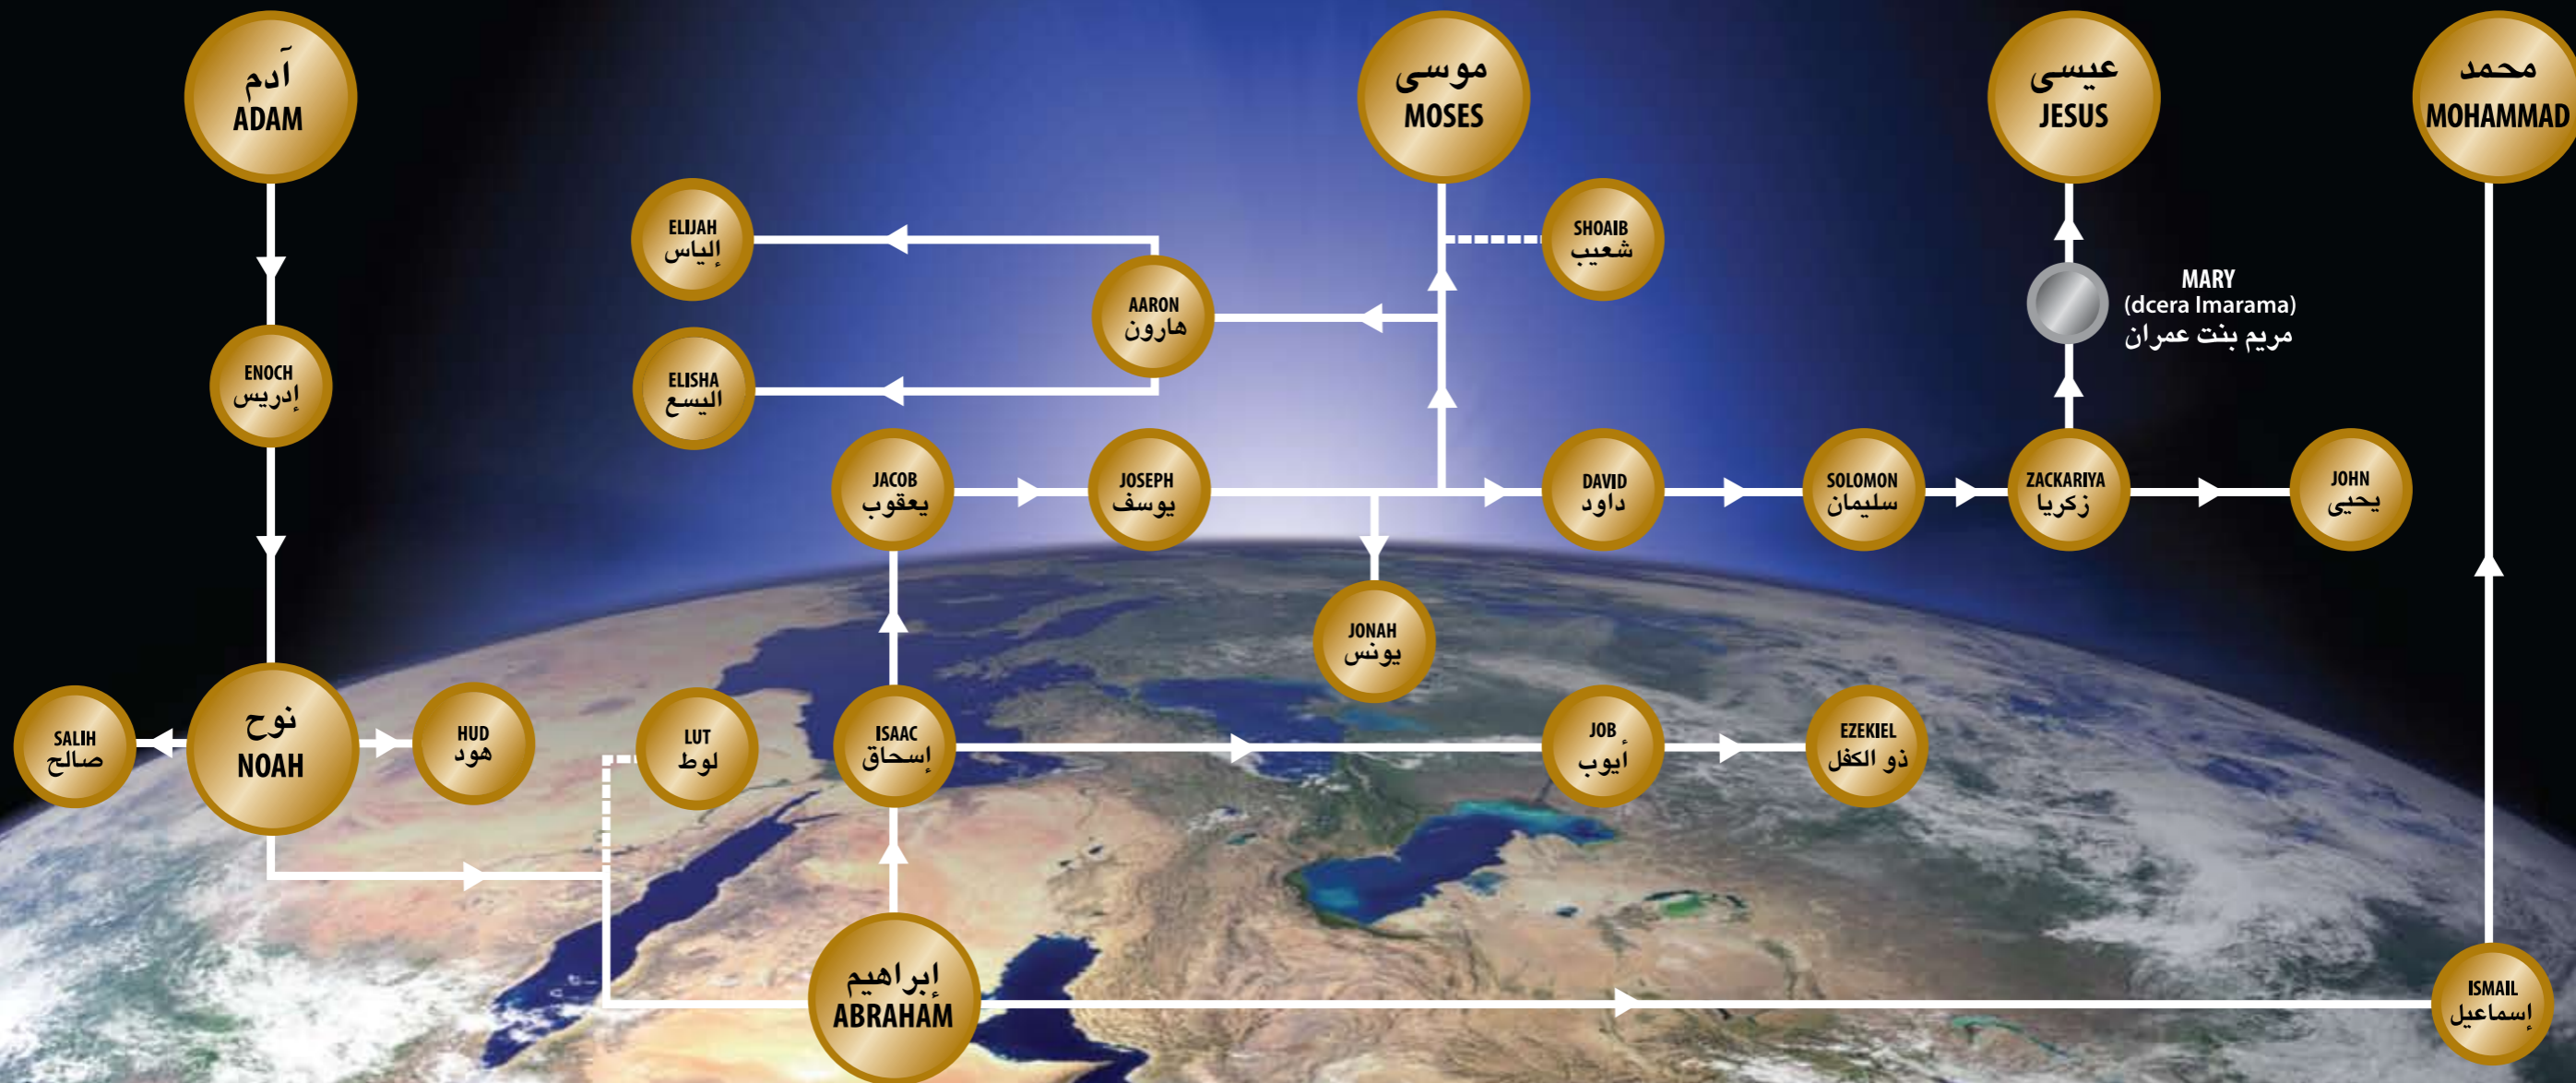 آدم
ADAM
موسى
MOSES
عيسى
JESUS
محمد
MOHAMMAD
ELIJAH
إلياس
SHOAIB
شعيب
AARON
هارون
MARY
(dcera Imarama)
مريم بنت عمران
ENOCH
إدريس
ELISHA
اليسع
JACOB
يعقوب
JOSEPH
يوسف
DAVID
داود
SOLOMON
سليمان
ZACKARIYA
زكريا
JOHN
يحيى
JONAH
يونس
SALIH
صالح
نوح
NOAH
HUD
هود
LUT
لوط
ISAAC
إسحاق
JOB
أيوب
EZEKIEL
ذو الكفل
إبراهيم
ABRAHAM
ISMAIL
إسماعيل